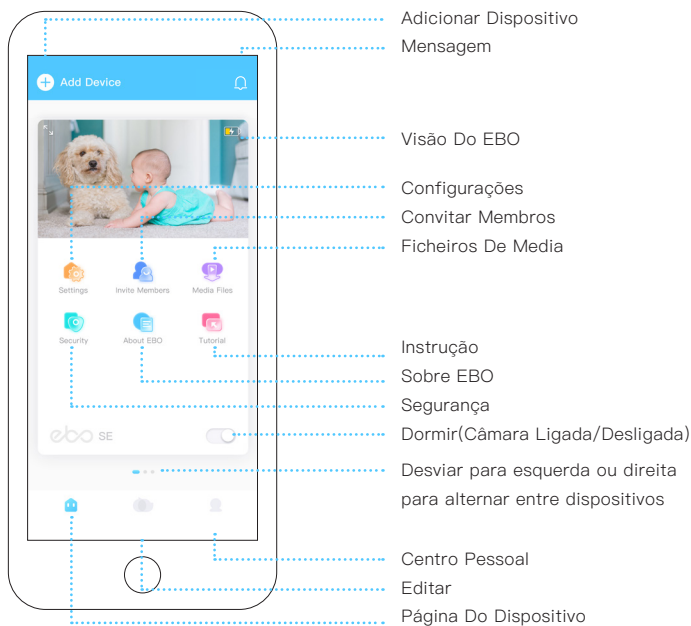 Adicionar Dispositivo
Mensagem
Add Device
Visão Do EBO
Configurações
Convitar Membros
Ficheiros De Media
Settings
Invite Members
Media Files
Security
About EBO
Tutorial
Instrução
Sobre EBO
Segurança
ebo SE
Dormir(Câmara Ligada/Desligada)
Desviar para esquerda ou direita
para alternar entre dispositivos
Centro Pessoal
Editar
Página Do Dispositivo